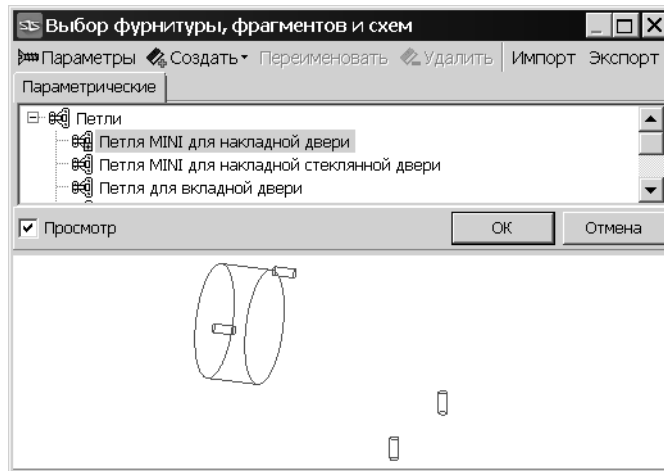 Выбор фурнитуры, фрагментов и схем
Параметры Создать Переименовать Удалить Импорт Экспорт
Параметрические
Петли
Петля MINI для накладной двери
Петля MINI для накладной стеклянной двери
Петля для вкладной двери
Просмотр ОК Отмена